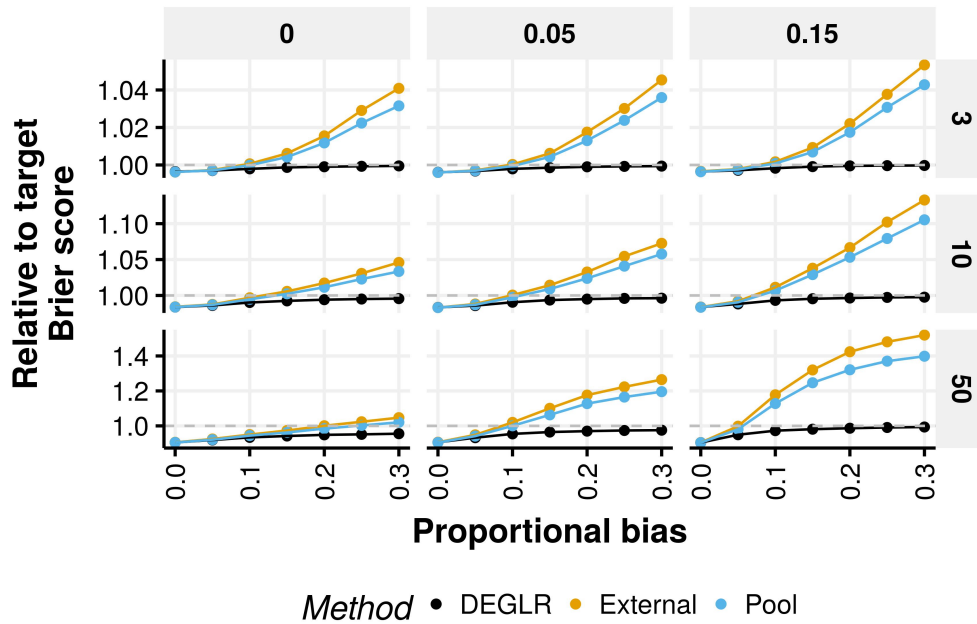 0 0.05 0.15
Relative to target
Brier score
1.04
1.02
1.00
3
1.10
1.05
1.00
10
1.4
1.2
1.0
50
0.0 0.1 0.2 0.3 0.0 0.1 0.2 0.3 0.0 0.1 0.2 0.3
Proportional bias
Method DEGLR External Pool